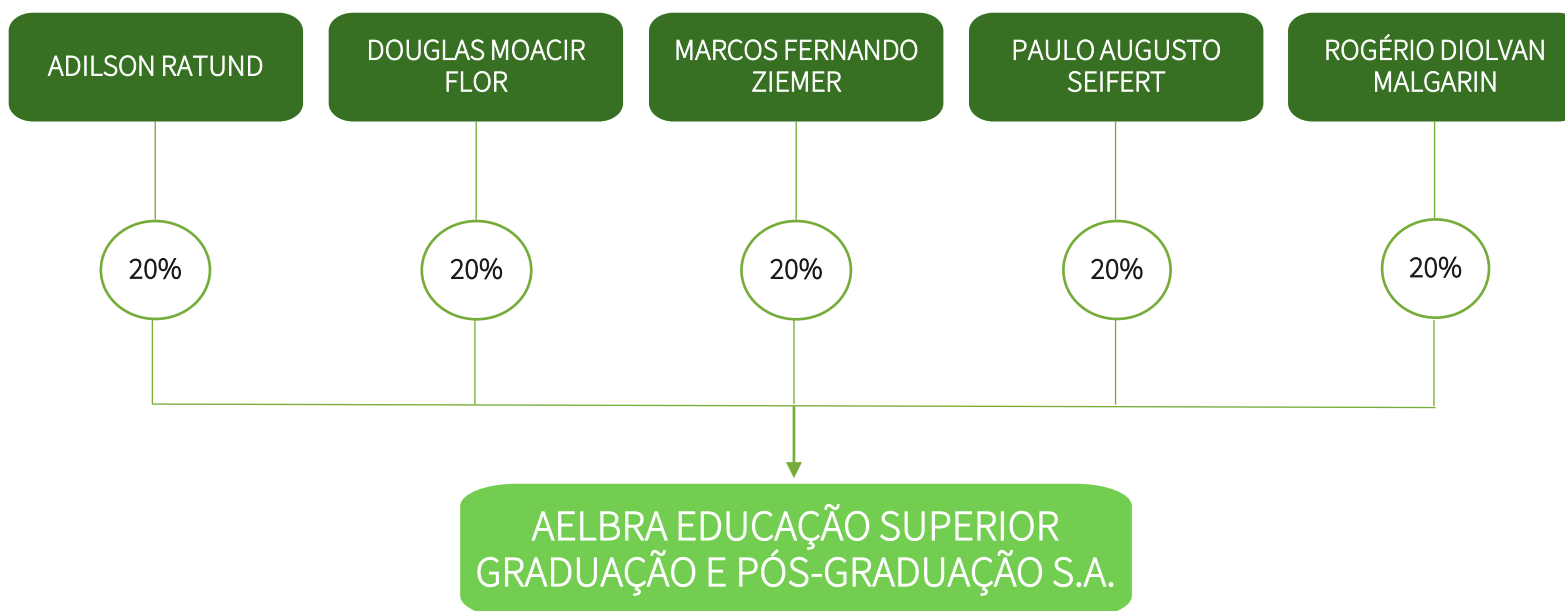 ADILSON RATUND
DOUGLAS MOACIR
FLOR
MARCOS FERNANDO
ZIEMER
PAULO AUGUSTO
SEIFERT
ROGÉRIO DIOLVAN
MALGARIN
20%
20%
20%
20%
20%
AELBRA EDUCAÇÃO SUPERIOR
GRADUAÇÃO E PÓS-GRADUAÇÃO S.A.